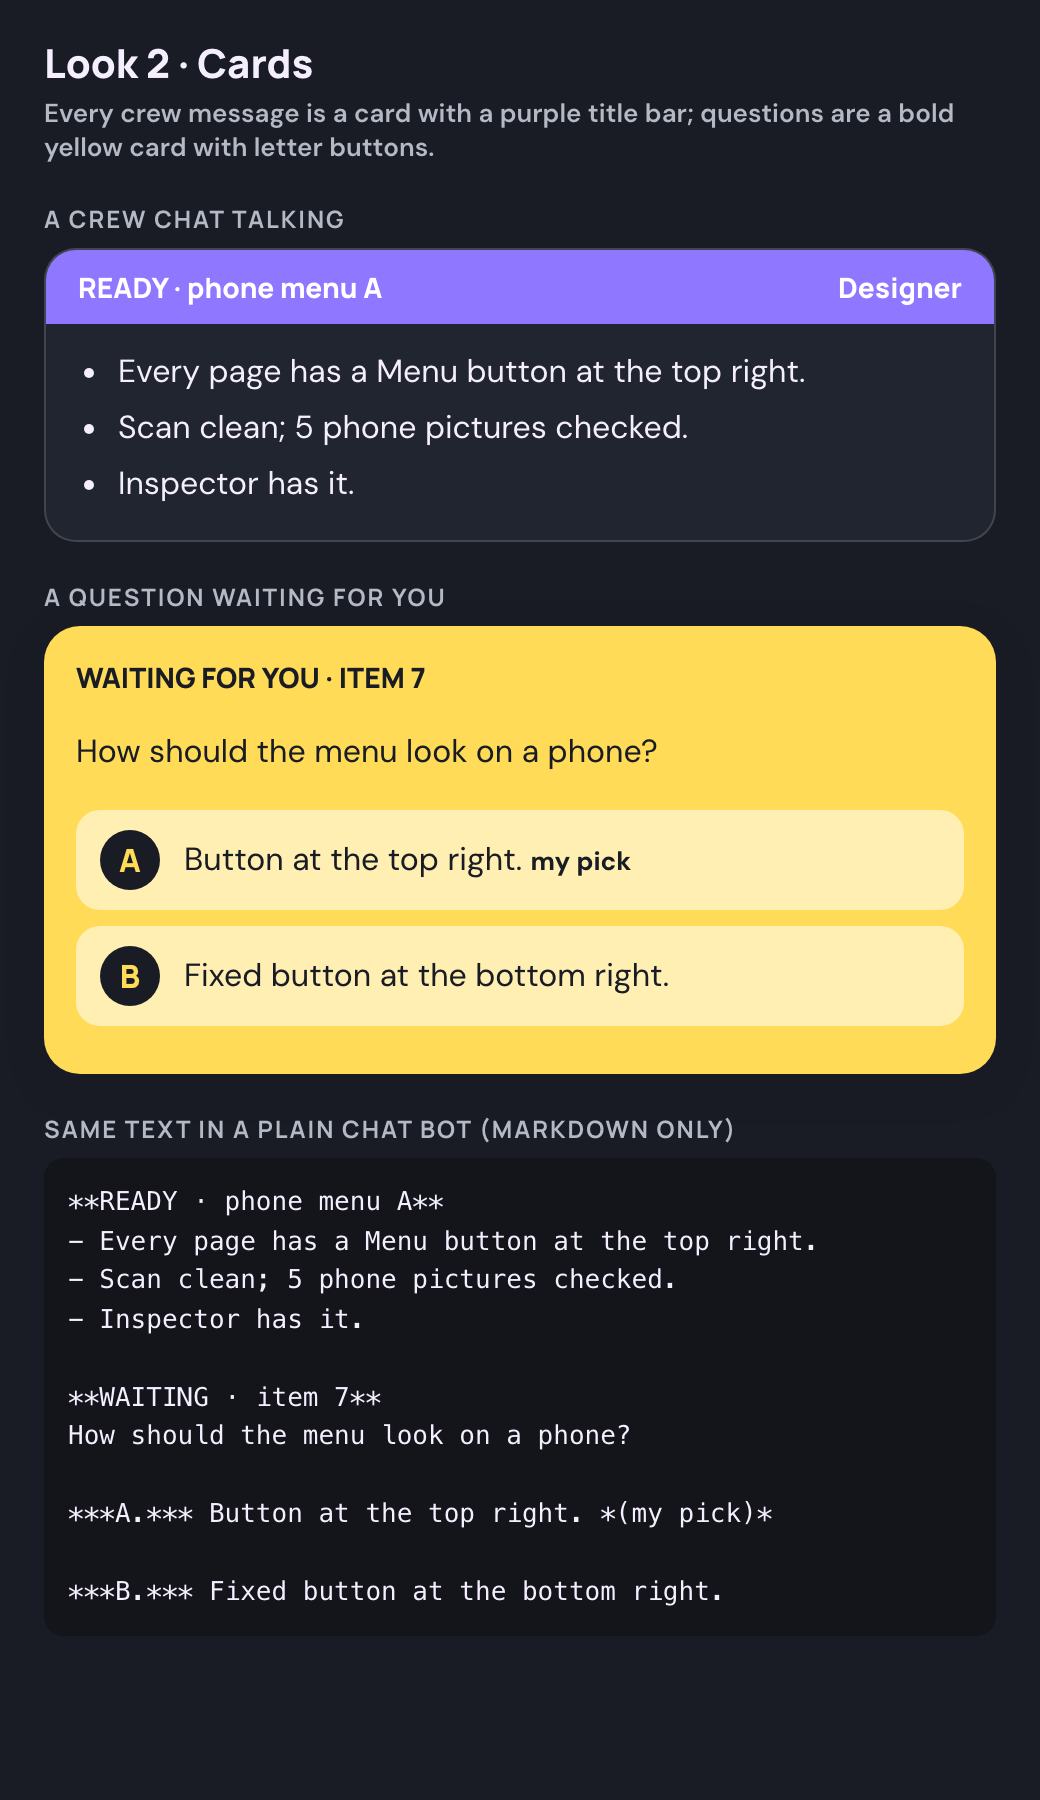 Look 2 · Cards
Every crew message is a card with a purple title bar; questions are a bold
yellow card with letter buttons.
A CREW CHAT TALKING
READY · phone menu A Designer
• Every page has a Menu button at the top right.
• Scan clean; 5 phone pictures checked.
• Inspector has it.
A QUESTION WAITING FOR YOU
WAITING FOR YOU · ITEM 7
How should the menu look on a phone?
A Button at the top right. my pick
B Fixed button at the bottom right.
SAME TEXT IN A PLAIN CHAT BOT (MARKDOWN ONLY)
**READY · phone menu A**
– Every page has a Menu button at the top right.
– Scan clean; 5 phone pictures checked.
– Inspector has it.
**WAITING · item 7**
How should the menu look on a phone?
***A.*** Button at the top right. *(my pick)*
***B.*** Fixed button at the bottom right.